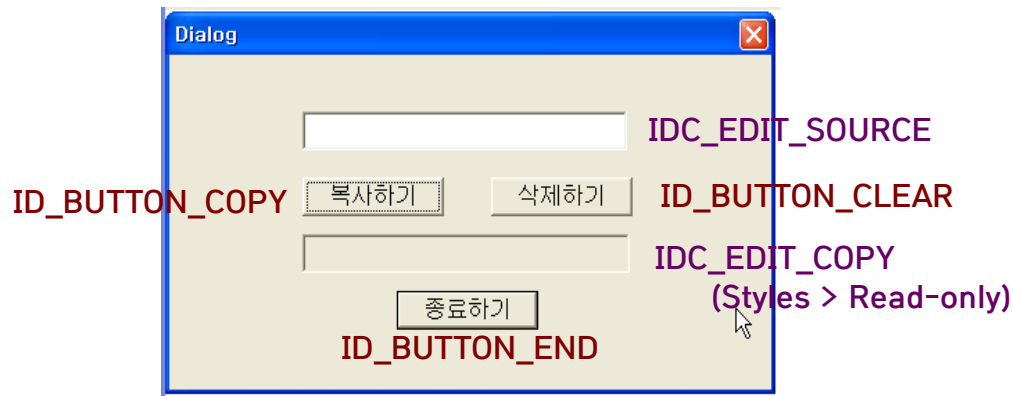 Dialog
IDC_EDIT_SOURCE
ID_BUTTON_COPY 복사하기 삭제하기 ID_BUTTON_CLEAR
IDC_EDIT_COPY
(Styles > Read-only)
종료하기
ID_BUTTON_END